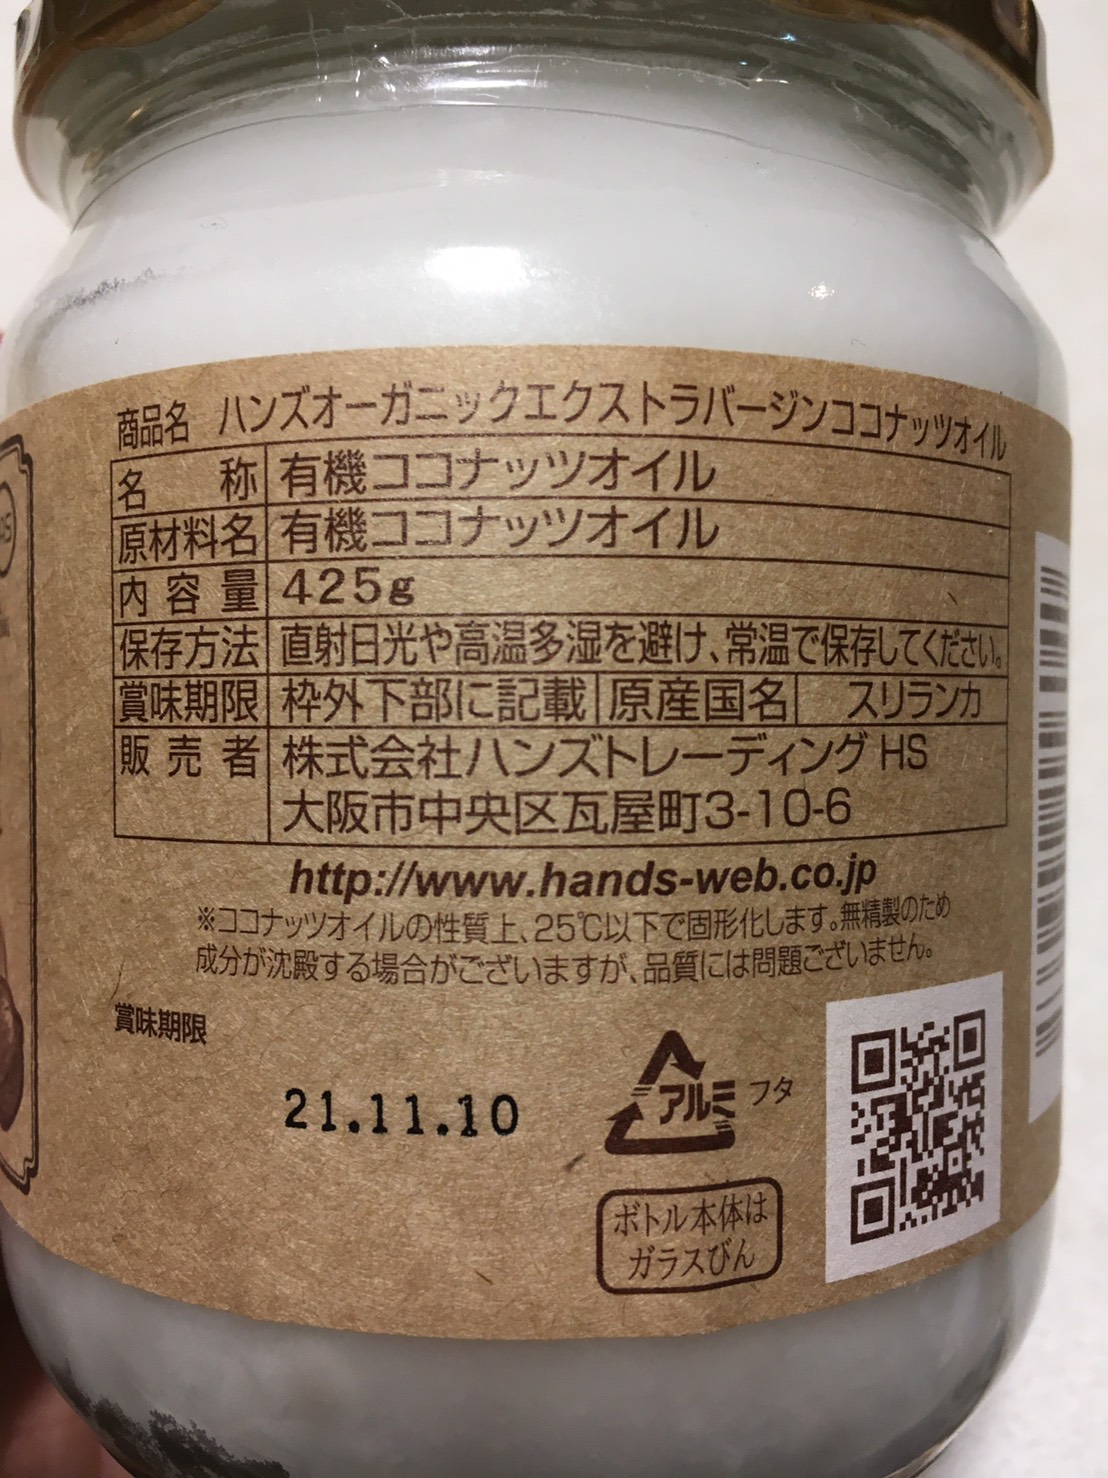 商品名 ハンズオーガニックエクストラバージンココナッツオイル
名称 有機ココナッツオイル
原材料名 有機ココナッツオイル
内容量 425g
保存方法 直射日光や高温多湿を避け、常温で保存してください。
賞味期限 枠外下部に記載 原産国名 スリランカ
販売者 株式会社ハンズトレーディング HS
大阪市中央区瓦屋町3-10-6
http://www.hands-web.co.jp
※ココナッツオイルの性質上、25℃以下で固形化します。無精製のため
成分が沈殿する場合がございますが、品質には問題ございません。
賞味期限
21.11.10
アルミ フタ
ボトル本体は
ガラスびん